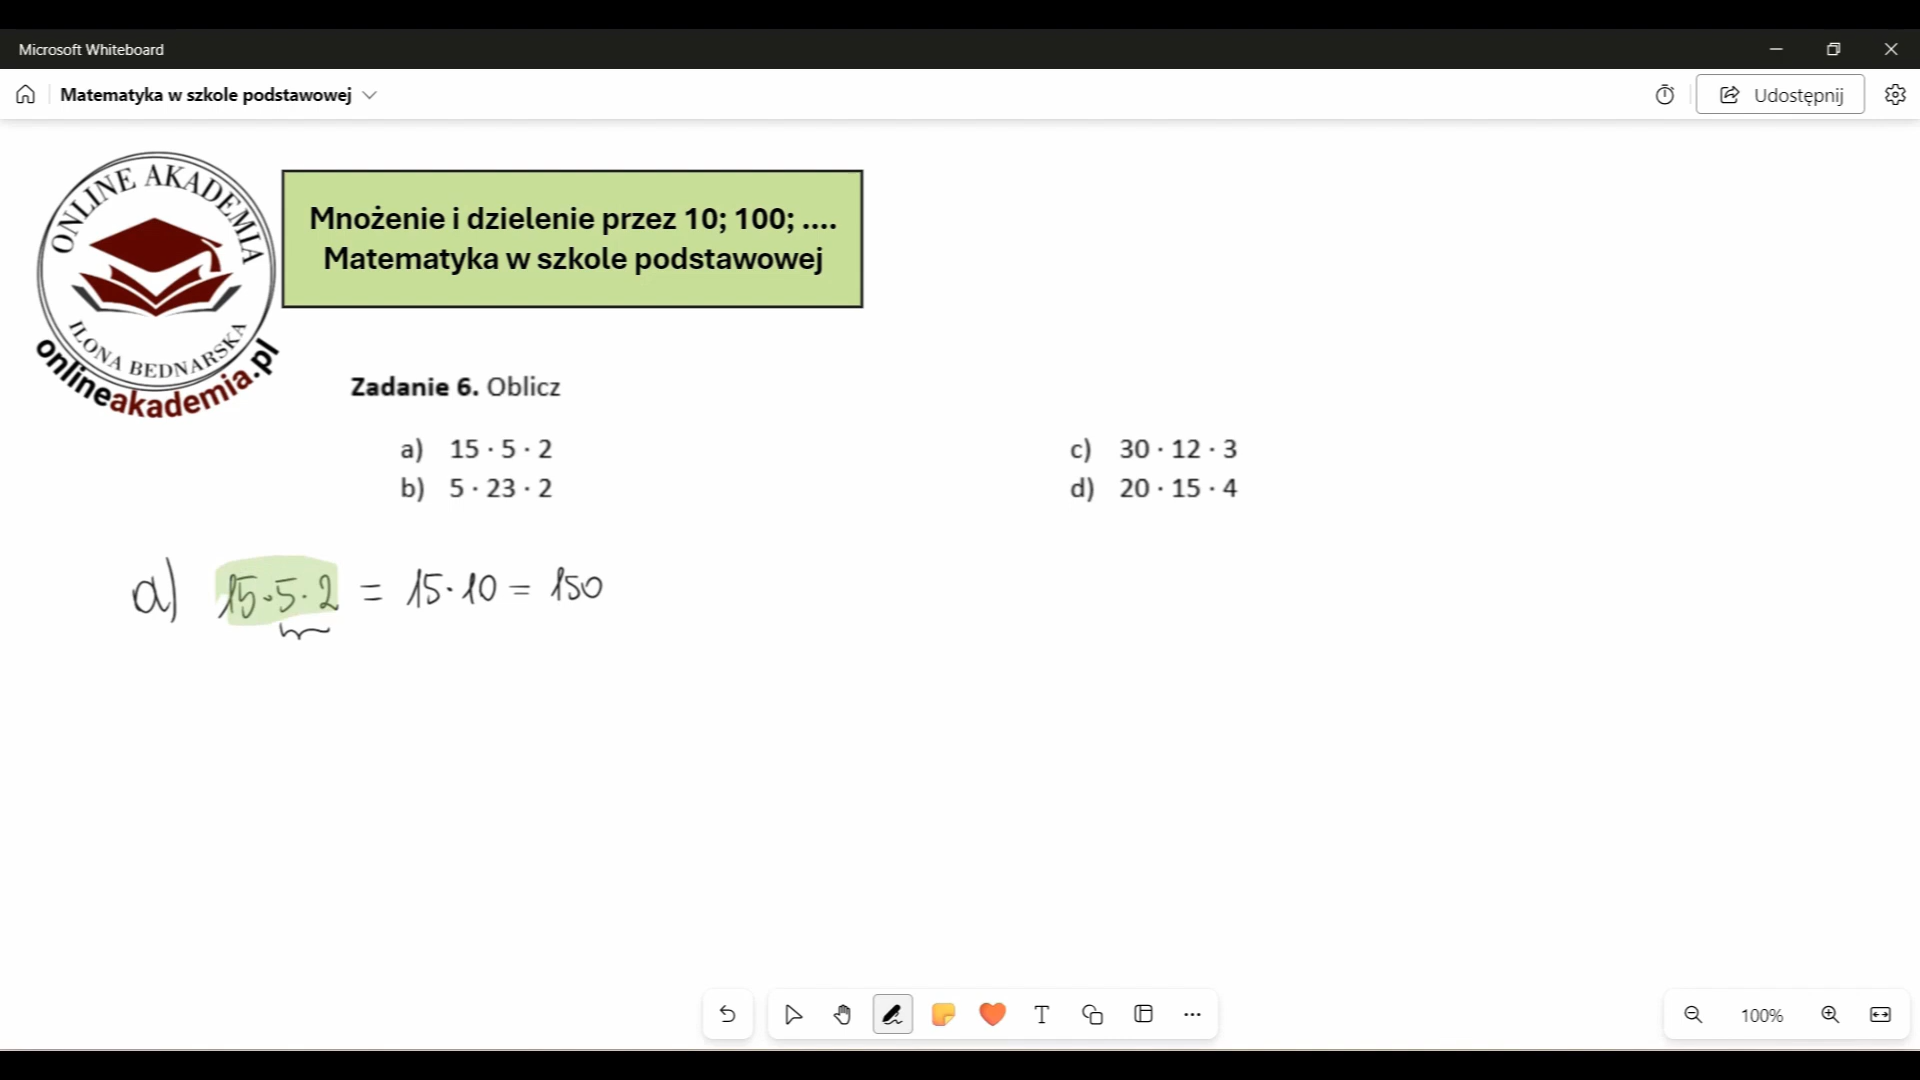 Microsoft Whiteboard
Matematyka w szkole podstawowej
Udostępnij
ONLINE AKADEMIA
ILONA BEDNARSKA
onlineakademia.pl
Mnożenie i dzielenie przez 10; 100; ....
Matematyka w szkole podstawowej
Zadanie 6. Oblicz
a) 15 · 5 · 2
b) 5 · 23 · 2
c) 30 · 12 · 3
d) 20 · 15 · 4
a) 15·5·2 = 15·10 = 150
100%